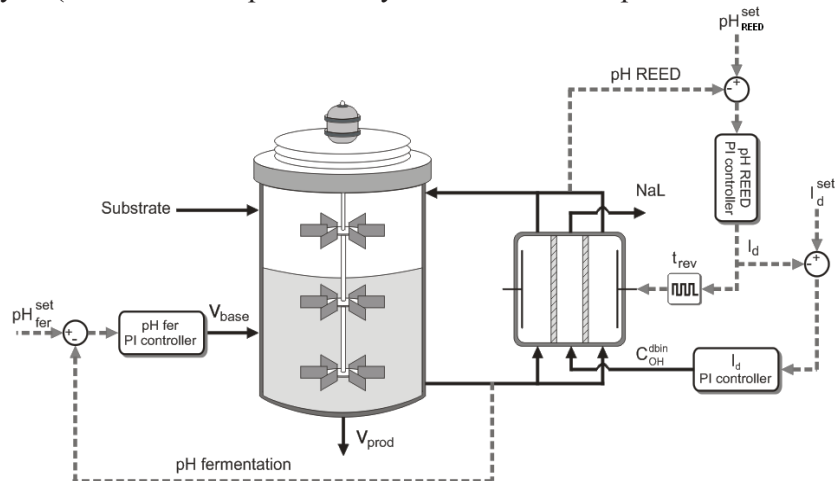 pH set REED
pH REED
pH REED
PI controller
NaL
I d set
Substrate
I d
t rev
pH set fer
pH fer
PI controller
V base
C dbin OH
I d
PI controller
V prod
pH fermentation